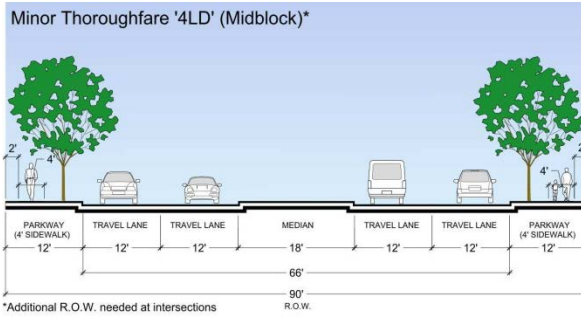 Minor Thoroughfare '4LD' (Midblock)*
2'
4'
4'
2
PARKWAY
(4' SIDEWALK)
TRAVEL LANE
TRAVEL LANE
MEDIAN
TRAVEL LANE
TRAVEL LANE
PARKWAY
(4' SIDEWALK)
12'
12'
12'
18'
12'
12'
12'
66'
90'
R.O.W.
*Additional R.O.W. needed at intersections